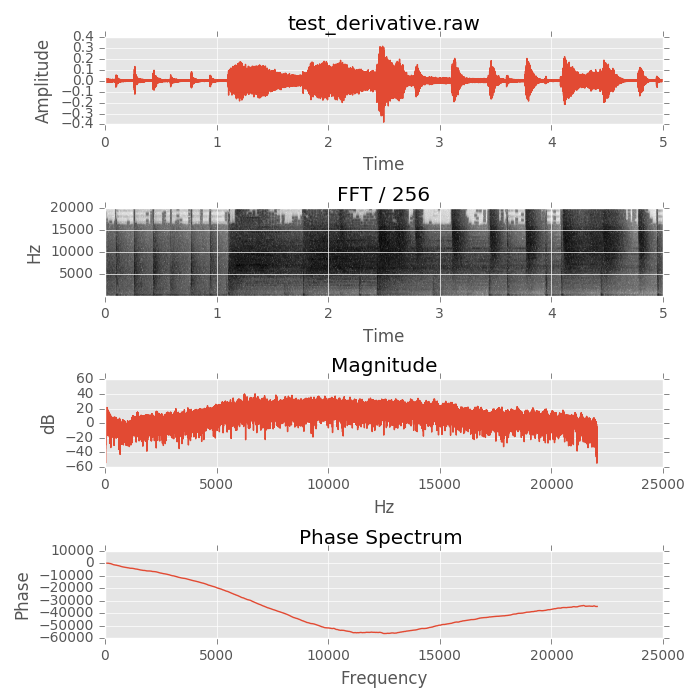 test_derivative.raw
0.4
0.3
0.2
0.1
0.0
−0.1
−0.2
−0.3
−0.4
Amplitude
0 1 2 3 4 5
Time
FFT / 256
20000
15000
10000
5000
Hz
0 1 2 3 4 5
Time
Magnitude
60
40
20
0
−20
−40
−60
dB
0 5000 10000 15000 20000 25000
Hz
Phase Spectrum
10000
0
−10000
−20000
−30000
−40000
−50000
−60000
Phase
0 5000 10000 15000 20000 25000
Frequency